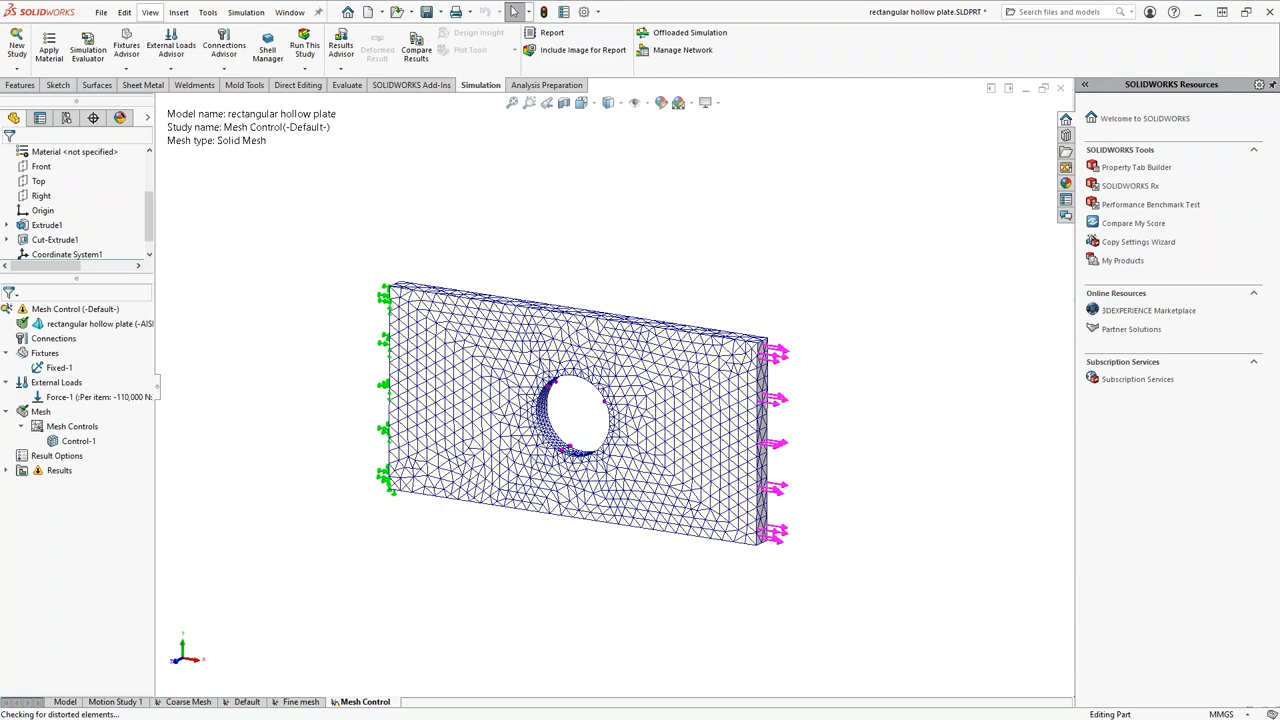 SOLIDWORKS
File
Edit
View
Insert
Tools
Simulation
Window
rectangular hollow plate.SLDPRT *
Search files and models
New Study
Apply Material
Simulation Evaluator
Fixtures Advisor
External Loads Advisor
Connections Advisor
Shell Manager
Run This Study
Results Advisor
Deformed Result
Compare Results
Design Insight
Plot Tools
Report
Include Image for Report
Offloaded Simulation
Manage Network
Features
Sketch
Surfaces
Sheet Metal
Weldments
Mold Tools
Direct Editing
Evaluate
SOLIDWORKS Add-Ins
Simulation
Analysis Preparation
Material <not specified>
Front
Top
Right
Origin
Extrude1
Cut-Extrude1
Coordinate System1
Mesh Control (-Default-)
rectangular hollow plate (-AISI
Connections
Fixtures
Fixed-1
External Loads
Force-1 (:Per item: -110,000 N:
Mesh
Mesh Controls
Control-1
Result Options
Results
Model name: rectangular hollow plate
Study name: Mesh Control(-Default-)
Mesh type: Solid Mesh
SOLIDWORKS Resources
Welcome to SOLIDWORKS
SOLIDWORKS Tools
Property Tab Builder
SOLIDWORKS Rx
Performance Benchmark Test
Compare My Score
Copy Settings Wizard
My Products
Online Resources
3DEXPERIENCE Marketplace
Partner Solutions
Subscription Services
Subscription Services
Model
Motion Study 1
Coarse Mesh
Default
Fine mesh
Mesh Control
Checking for distorted elements...
Editing Part
MMGS